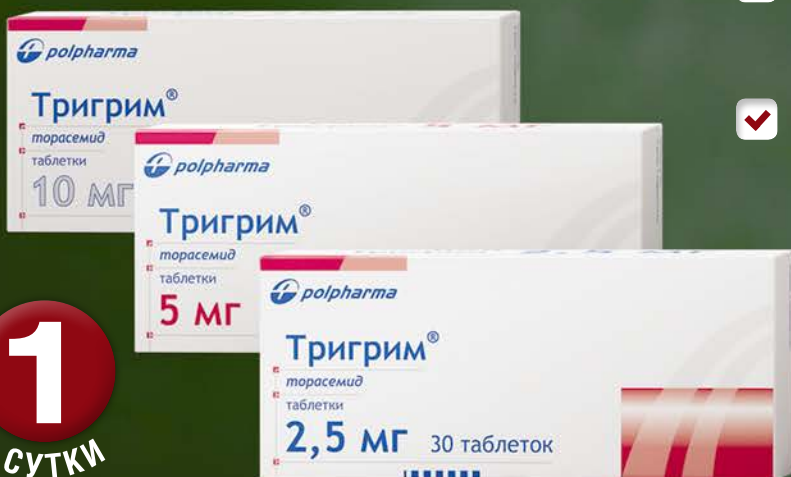 polpharma
Тригрим®
торасемид
таблетки
10 мг
polpharma
Тригрим®
торасемид
таблетки
5 мг
polpharma
Тригрим®
торасемид
таблетки
2,5 мг 30 таблеток
1
СУТКИ